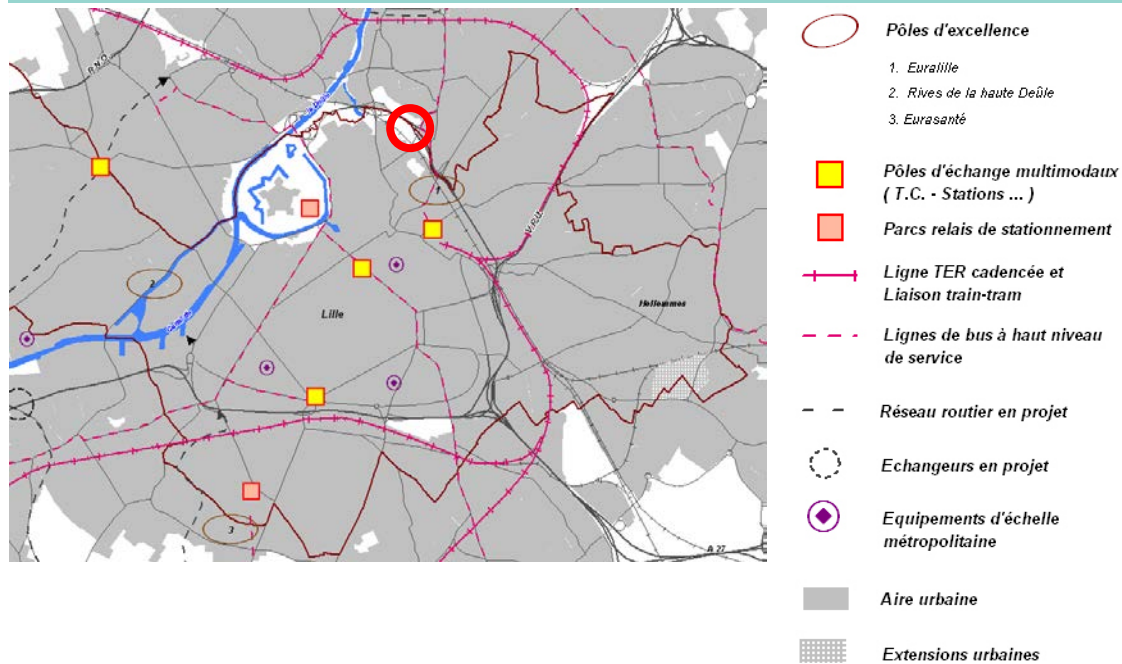 R.N.O.
1
2
3
Lille
Hellemmes
V.R.U.
A 27
Pôles d'excellence
1. Euralille
2. Rives de la haute Deûle
3. Eurasanté
Pôles d'échange multimodaux
( T.C. - Stations ... )
Parcs relais de stationnement
Ligne TER cadencée et
Liaison train-tram
Lignes de bus à haut niveau
de service
Réseau routier en projet
Echangeurs en projet
Equipements d'échelle
métropolitaine
Aire urbaine
Extensions urbaines